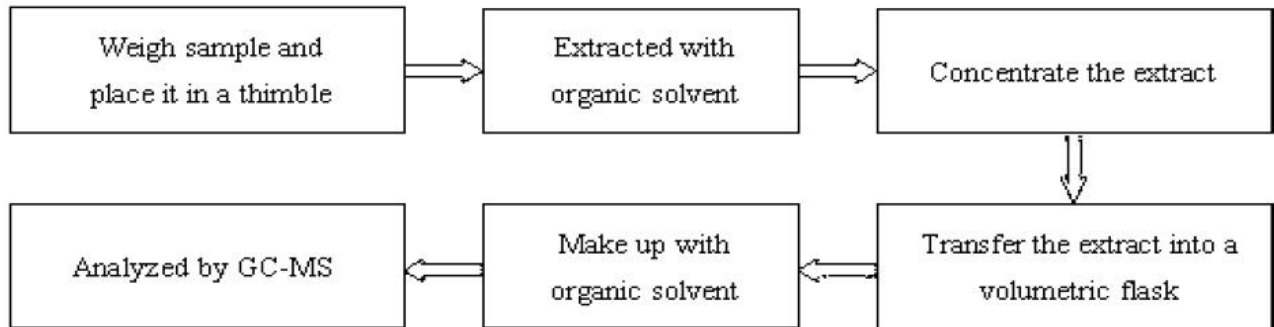 Weigh sample and
place it in a thimble
Extracted with
organic solvent
Concentrate the extract
Transfer the extract into a
volumetric flask
Make up with
organic solvent
Analyzed by GC-MS